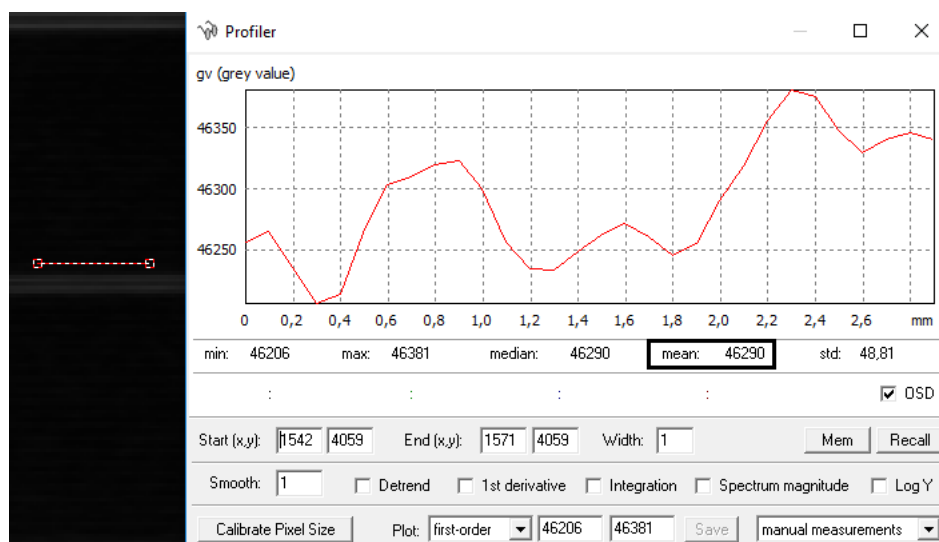 Profiler
gv (grey value)
46350
46300
46250
0 0,2 0,4 0,6 0,8 1,0 1,2 1,4 1,6 1,8 2,0 2,2 2,4 2,6 mm
min: 46206 max: 46381 median: 46290 mean: 46290 std: 48,81
: : : : OSD
Start (x,y): 1542 4059 End (x,y): 1571 4059 Width: 1 Mem Recall
Smooth: 1 Detrend 1st derivative Integration Spectrum magnitude Log Y
Calibrate Pixel Size Plot: first-order 46206 46381 Save manual measurements